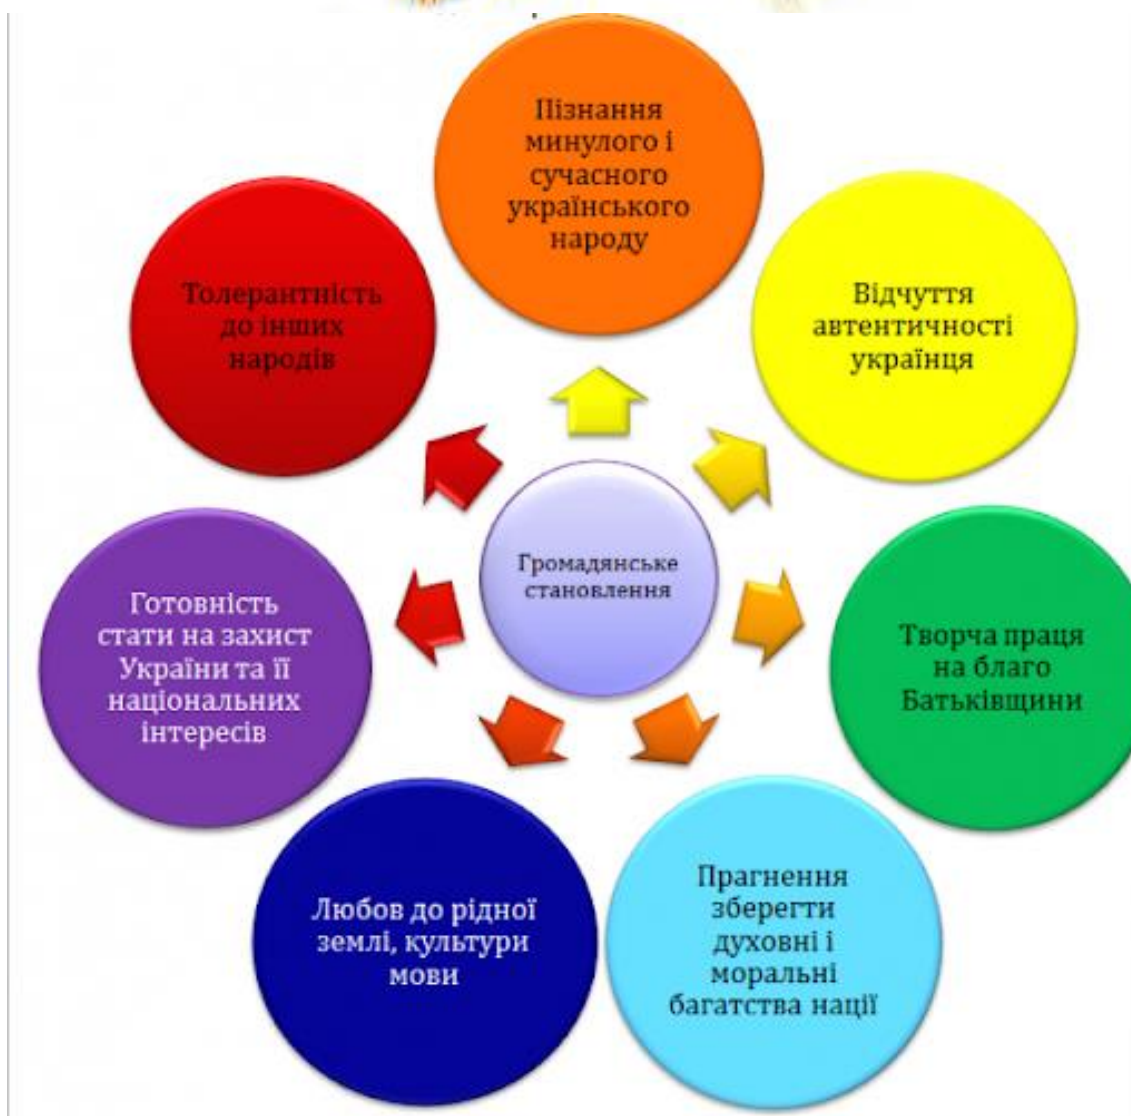 Пізнання
минулого і
сучасного
українського
народу
Відчуття
автентичності
українця
Творча праця
на благо
Батьківщини
Прагнення
зберегти
духовні і
моральні
багатства нації
Любов до рідної
землі, культури
мови
Готовність
стати на захист
України та її
національних
інтересів
Толерантність
до інших
народів
Громадянське
становлення